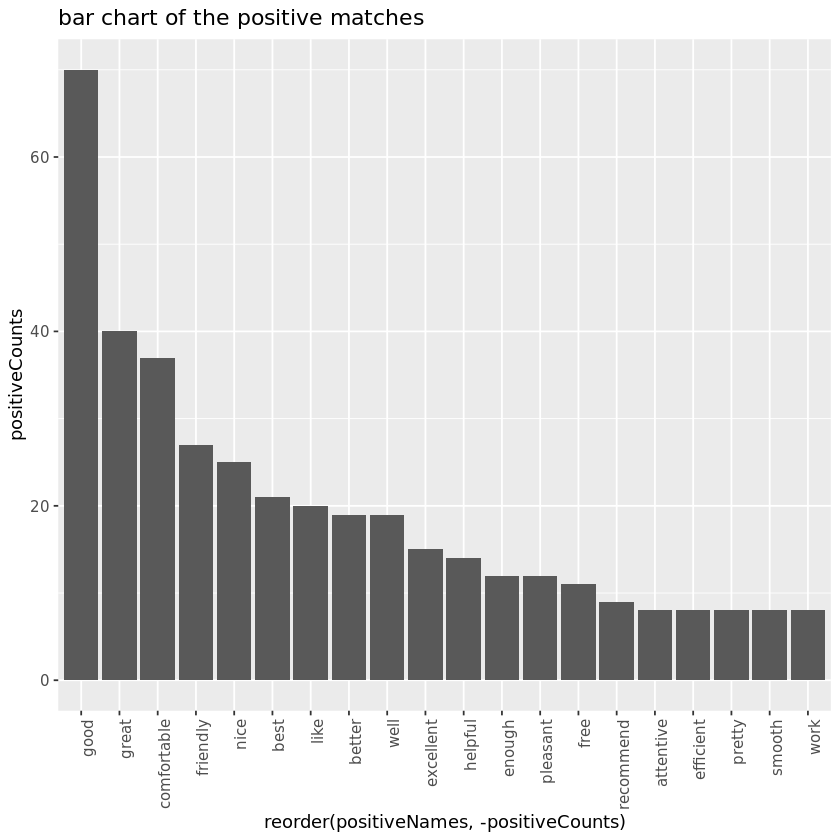 bar chart of the positive matches
positiveCounts
60
40
20
0
good
great
comfortable
friendly
nice
best
like
better
well
excellent
helpful
enough
pleasant
free
recommend
attentive
efficient
pretty
smooth
work
reorder(positiveNames, -positiveCounts)